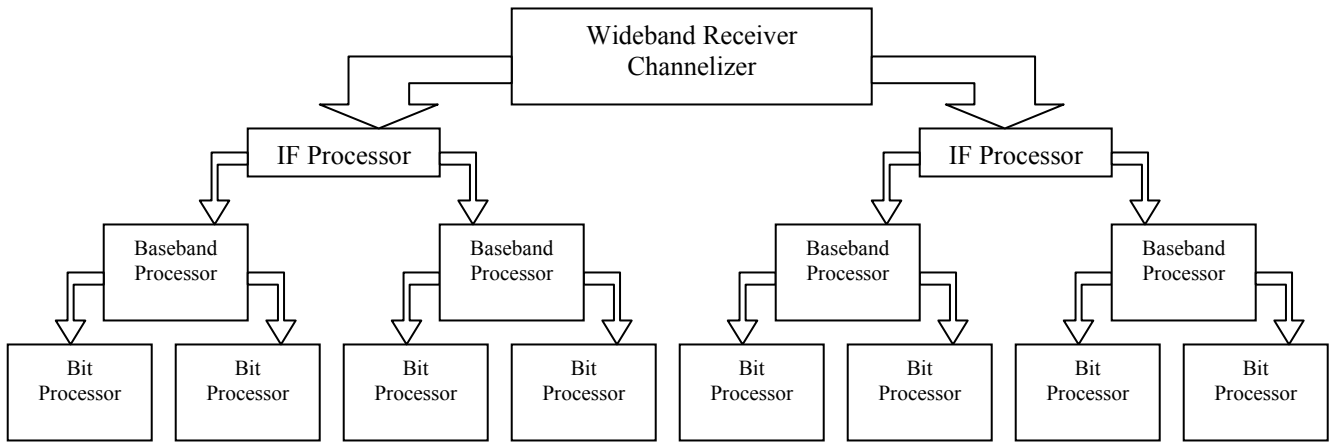 Wideband Receiver
Channelizer
IF Processor
IF Processor
Baseband
Processor
Baseband
Processor
Baseband
Processor
Baseband
Processor
Bit
Processor
Bit
Processor
Bit
Processor
Bit
Processor
Bit
Processor
Bit
Processor
Bit
Processor
Bit
Processor